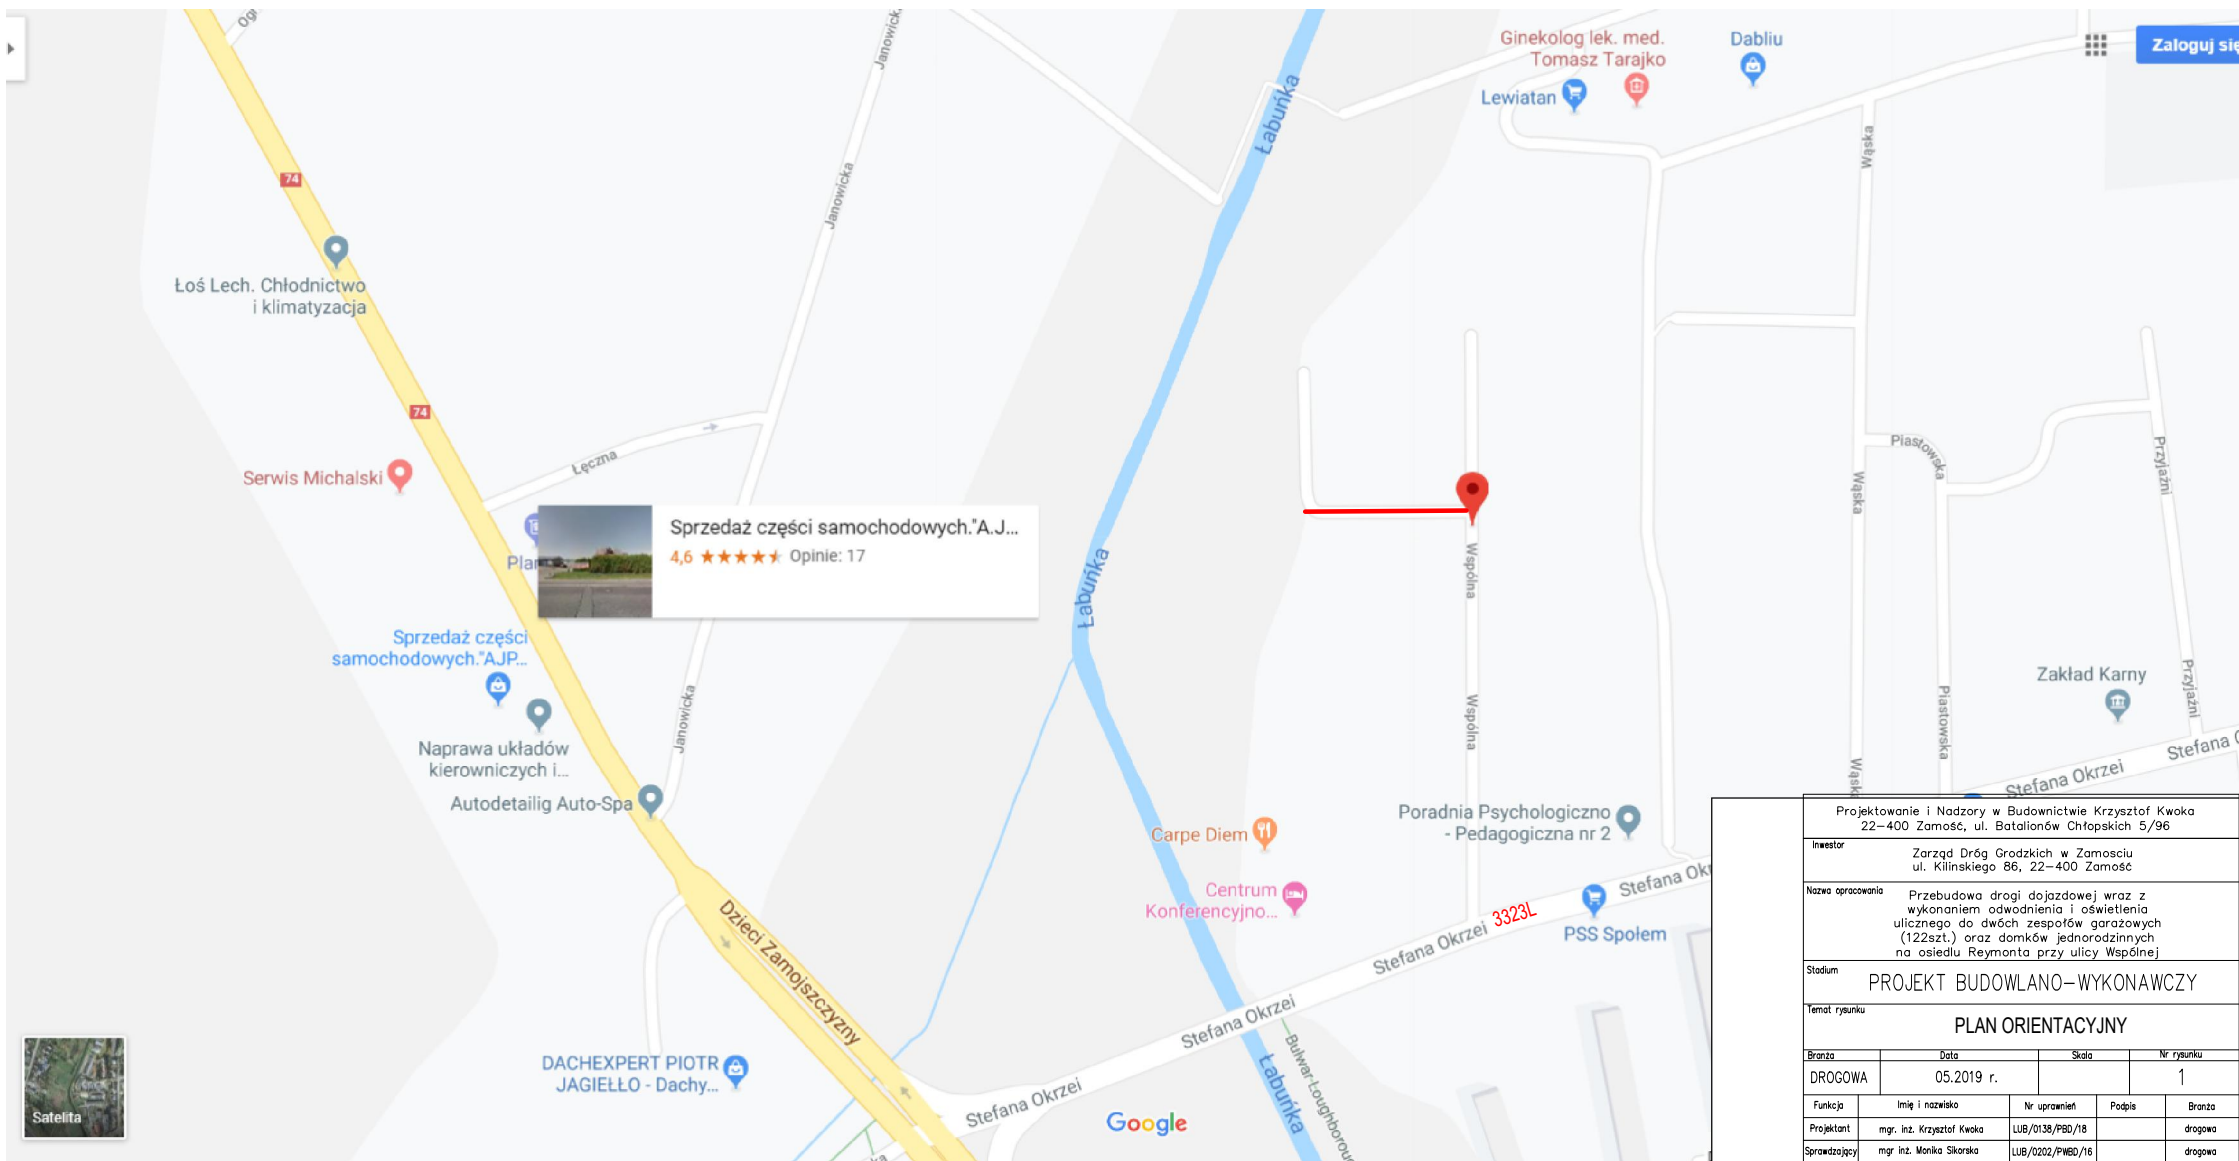 Janowicka
Łabuńka
Ginekolog lek. med.
Tomasz Tarajko
Dabliu
Lewiatan
Zaloguj się
Wąska
74
Janowicka
Łoś Lech. Chłodnictwo
i klimatyzacja
74
Łęczna
Serwis Michalski
Piastowska
Przyjaźni
Wąska
Sprzedaż części samochodowych."A.J...
4,6
Opinie: 17
Łabuńka
Wspólna
Sprzedaż części
samochodowych."AJP...
Janowicka
Wspólna
Piastowska
Zakład Karny
Przyjaźni
Naprawa układów
kierowniczych i...
Autodetailig Auto-Spa
Wąska
Stefana Okrzei
Stefana O
Carpe Diem
Poradnia Psychologiczno
- Pedagogiczna nr 2
Centrum
Konferencyjno...
Stefana Okrzei
3323L
Stefana Ok
PSS Społem
Dzieci Zamojszczyzny
Stefana Okrzei
DACHEXPERT PIOTR
JAGIEŁŁO - Dachy...
Stefana Okrzei
Łabuńka
Bulwar-Loughborou
Google
Satelita
Projektowanie i Nadzory w Budownictwie Krzysztof Kwoka
22-400 Zamość, ul. Batalionów Chłopskich 5/96
Inwestor
Zarząd Dróg Grodzkich w Zamosciu
ul. Kilinskiego 86, 22-400 Zamość
Nazwa opracowania
Przebudowa drogi dojazdowej wraz z
wykonaniem odwodnienia i oświetlenia
ulicznego do dwóch zespołów garażowych
(122szt.) oraz domków jednorodzinnych
na osiedlu Reymonta przy ulicy Wspólnej
Stadium
PROJEKT BUDOWLANO-WYKONAWCZY
Temat rysunku
PLAN ORIENTACYJNY
Branża Data Skala Nr rysunku
DROGOWA 05.2019 r. 1
Funkcja Imię i nazwisko Nr uprawnień Podpis Branża
Projektant mgr. inż. Krzysztof Kwoka LUB/0138/PBD/18 drogowa
Sprawdzający mgr inż. Monika Sikorska LUB/0202/PWBD/16 drogowa